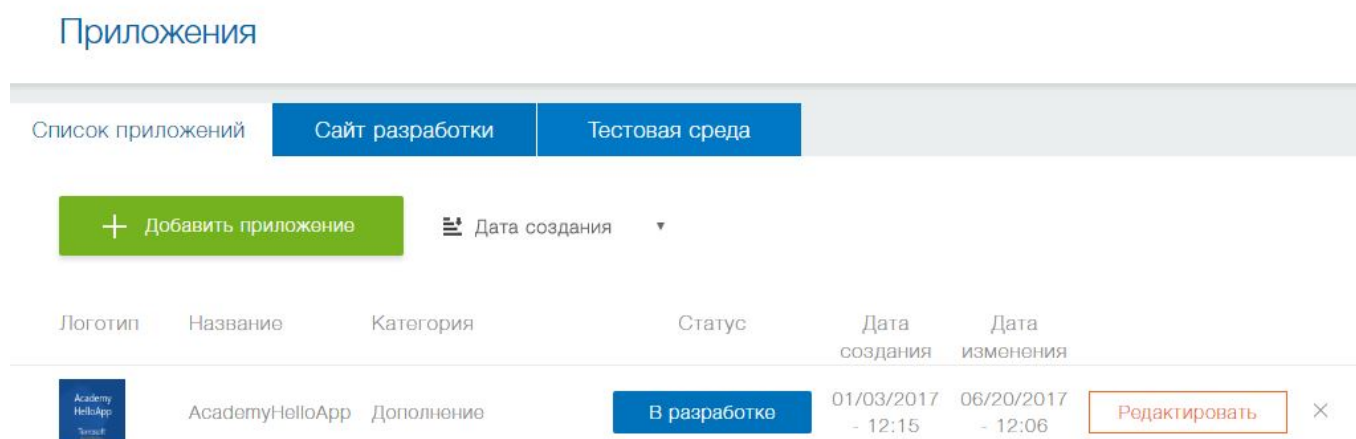 Приложения
Список приложений Сайт разработки Тестовая среда
Добавить приложение Дата создания
Логотип Название Категория Статус Дата создания Дата изменения
Academy
HelloApp
Terrasoft
AcademyHelloApp Дополнение В разработке 01/03/2017 - 12:15 06/20/2017 - 12:06 Редактировать